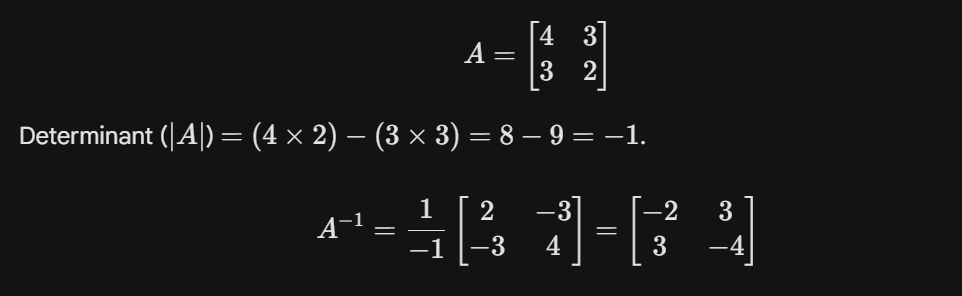 A = [4 3
3 2]
Determinant (|A|) = (4 × 2) − (3 × 3) = 8 − 9 = −1.
A⁻¹ = 1/−1 [2 −3
−3 4] = [−2 3
3 −4]